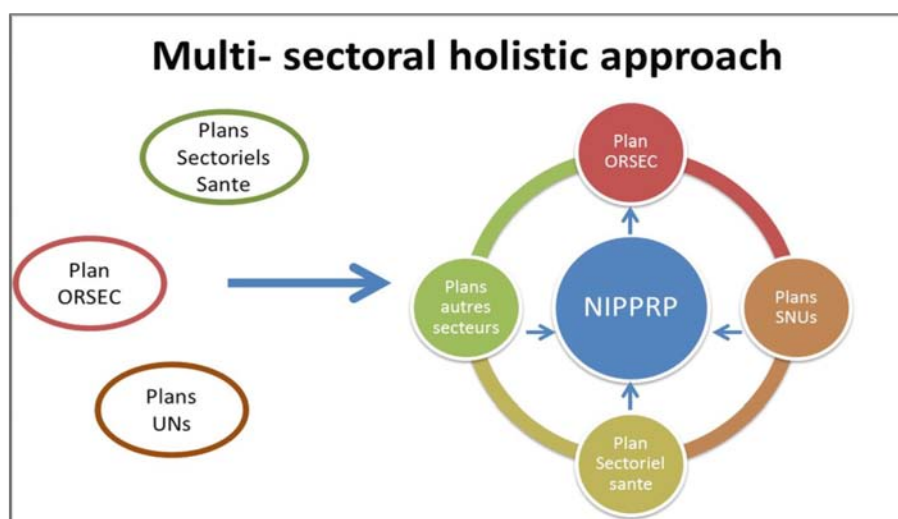 Multi- sectoral holistic approach
Plans
Sectoriels
Sante
Plan
ORSEC
Plans
UNs
Plan
ORSEC
Plans
autres
secteurs
NIPPRP
Plans
SNUs
Plan
Sectoriel
sante